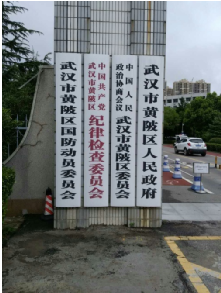 武汉市黄陂区人民政府
中国人民
政治协商会议
武汉市黄陂区委员会
中国共产党
武汉市黄陂区
纪律检查委员会
武汉市黄陂区国防动员委员会